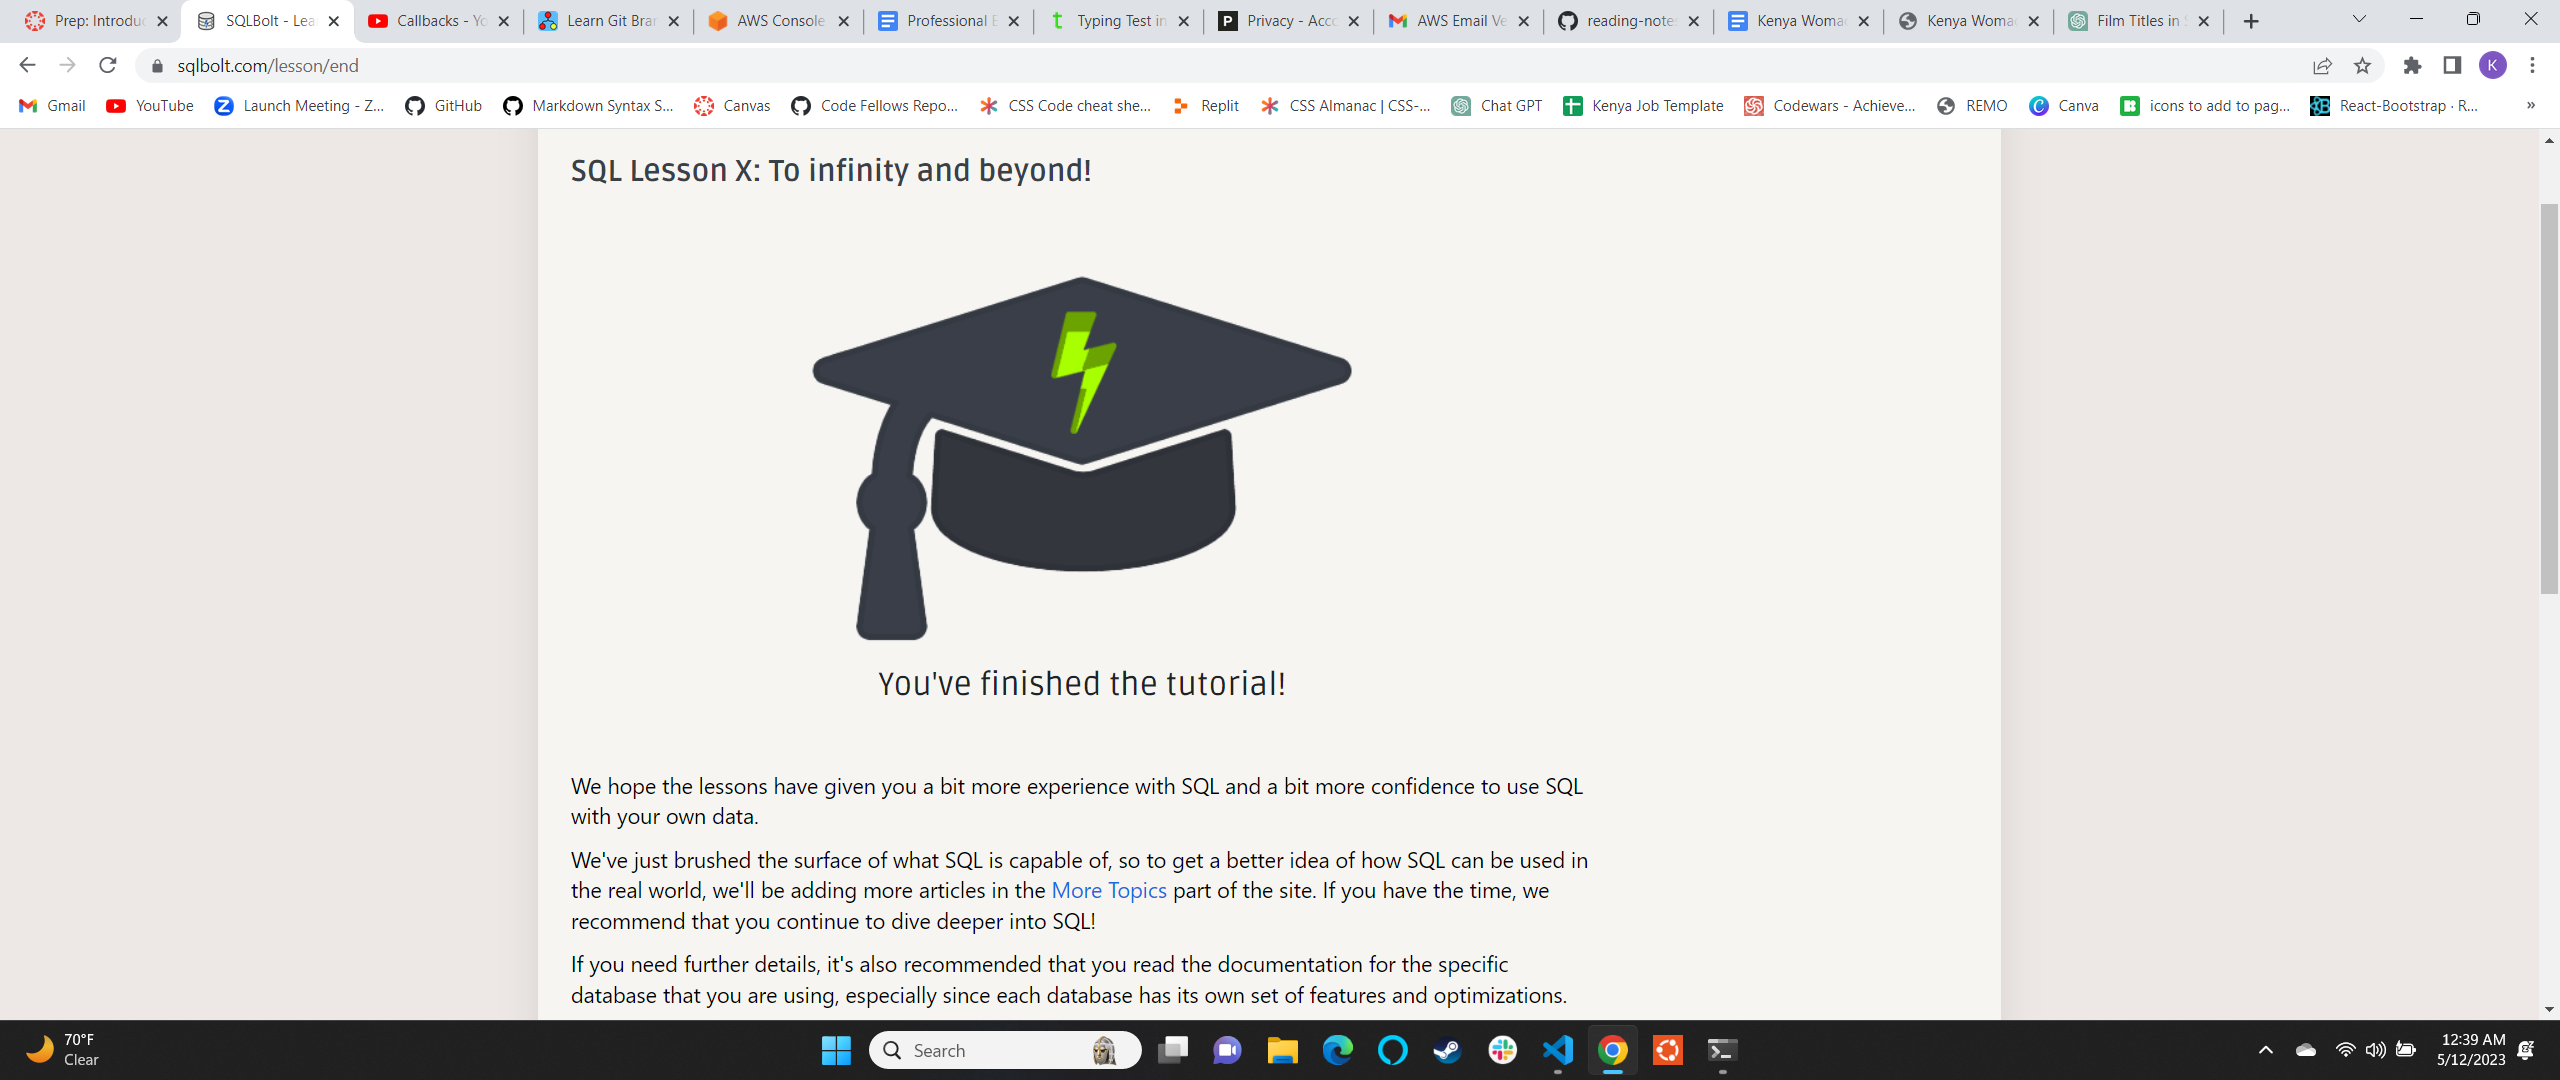 Prep: Introduc
SQLBolt - Lea
Callbacks - Yo
Learn Git Bran
AWS Console
Professional E
Typing Test in
Privacy - Acco
AWS Email Ve
reading-notes
Kenya Woma
Kenya Woma
Film Titles in S
sqlbolt.com/lesson/end
K
Gmail
YouTube
Launch Meeting - Z...
GitHub
Markdown Syntax S...
Canvas
Code Fellows Repo...
CSS Code cheat she...
Replit
CSS Almanac | CSS-...
Chat GPT
Kenya Job Template
Codewars - Achieve...
REMO
Canva
icons to add to pag...
React-Bootstrap · R...
»
SQL Lesson X: To infinity and beyond!
You've finished the tutorial!
We hope the lessons have given you a bit more experience with SQL and a bit more confidence to use SQL
with your own data.
We've just brushed the surface of what SQL is capable of, so to get a better idea of how SQL can be used in
the real world, we'll be adding more articles in the More Topics part of the site. If you have the time, we
recommend that you continue to dive deeper into SQL!
If you need further details, it's also recommended that you read the documentation for the specific
database that you are using, especially since each database has its own set of features and optimizations.
70°F
Clear
Search
12:39 AM
5/12/2023